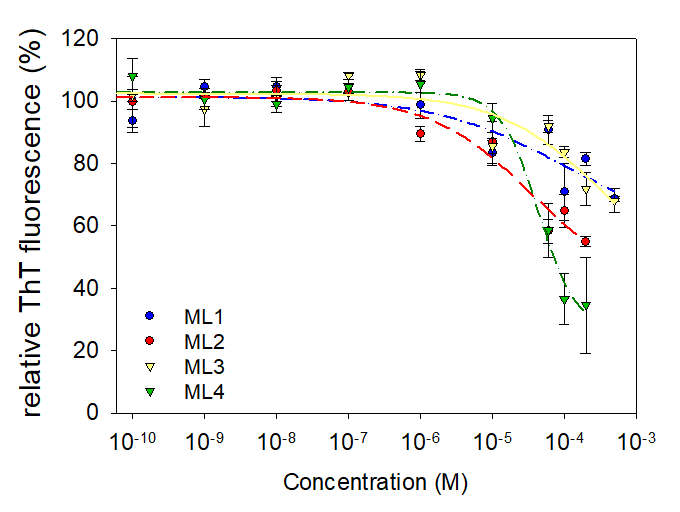 relative ThT fluorescence (%)
120
100
80
60
40
20
0
ML1
ML2
ML3
ML4
10-10 10-9 10-8 10-7 10-6 10-5 10-4 10-3
Concentration (M)